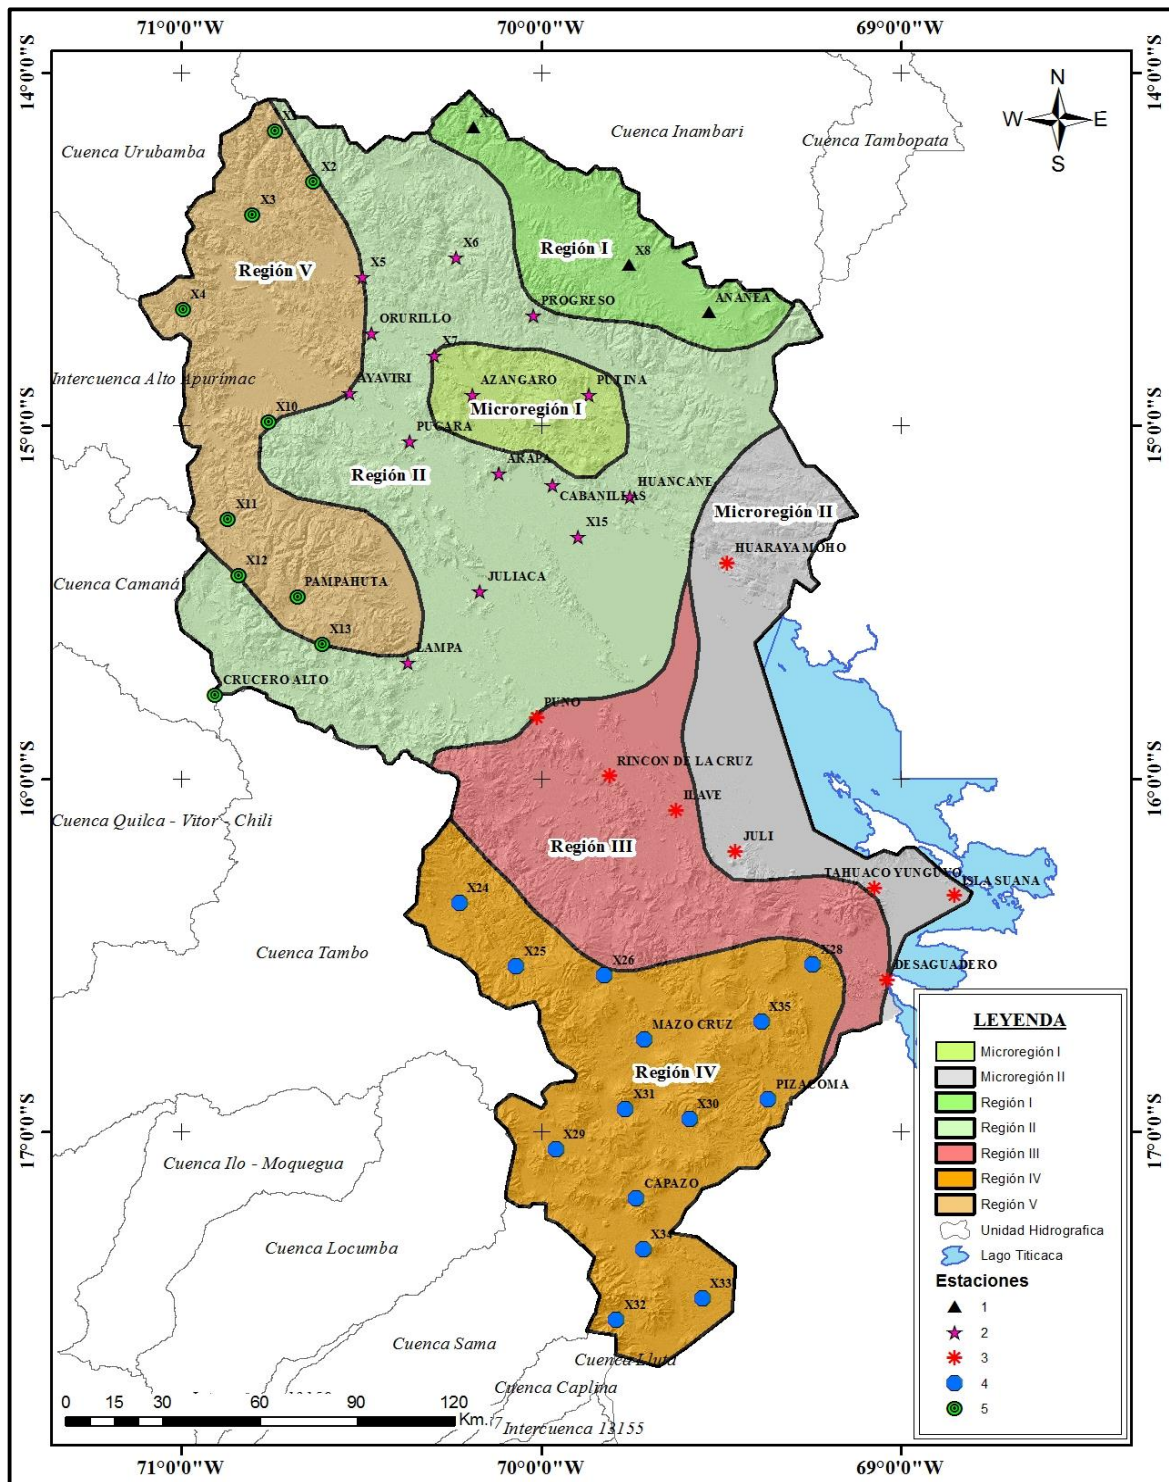 71°0'0"W
70°0'0"W
69°0'0"W
14°0'0"S
14°0'0"S
N
W
E
S
X9
Cuenca Inambari
Cuenca Tambopata
Cuenca Urubamba
X1
X2
X3
Región I
X6
X8
Región V
X5
X4
PROGRESO
ANANEA
ORURILLO
X7
Intercuenca Alto Apurímac
AYAVIRI
AZANGARO
PUTINA
Microregión I
X10
PUCARA
15°0'0"S
15°0'0"S
ARAPA
Región II
HUANCANE
CABANILLAS
X11
Microregión II
X15
HUARAYA MOHO
X12
Cuenca Camaná
PAMPAHUTA
JULIACA
X13
LAMPA
CRUCERO ALTO
PUNO
RINCON DE LA CRUZ
16°0'0"S
16°0'0"S
ILAVE
Cuenca Quilca - Vitor - Chili
JULI
Región III
TAHUACO YUNGUYO
ISLA SUANA
X24
Cuenca Tambo
X25
X26
X28
DESAGUADERO
X35
MAZO CRUZ
Región IV
PIZACOMA
X31
X30
17°0'0"S
17°0'0"S
X29
Cuenca Ilo - Moquegua
CAPAZO
Cuenca Locumba
X34
X33
X32
Cuenca Sama
Cuenca Lluta
Cuenca Caplina
Intercuenca 13155
0 15 30 60 90 120
Km.
LEYENDA
Microregión I
Microregión II
Región I
Región II
Región III
Región IV
Región V
Unidad Hidrografica
Lago Titicaca
Estaciones
1
2
3
4
5
71°0'0"W
70°0'0"W
69°0'0"W